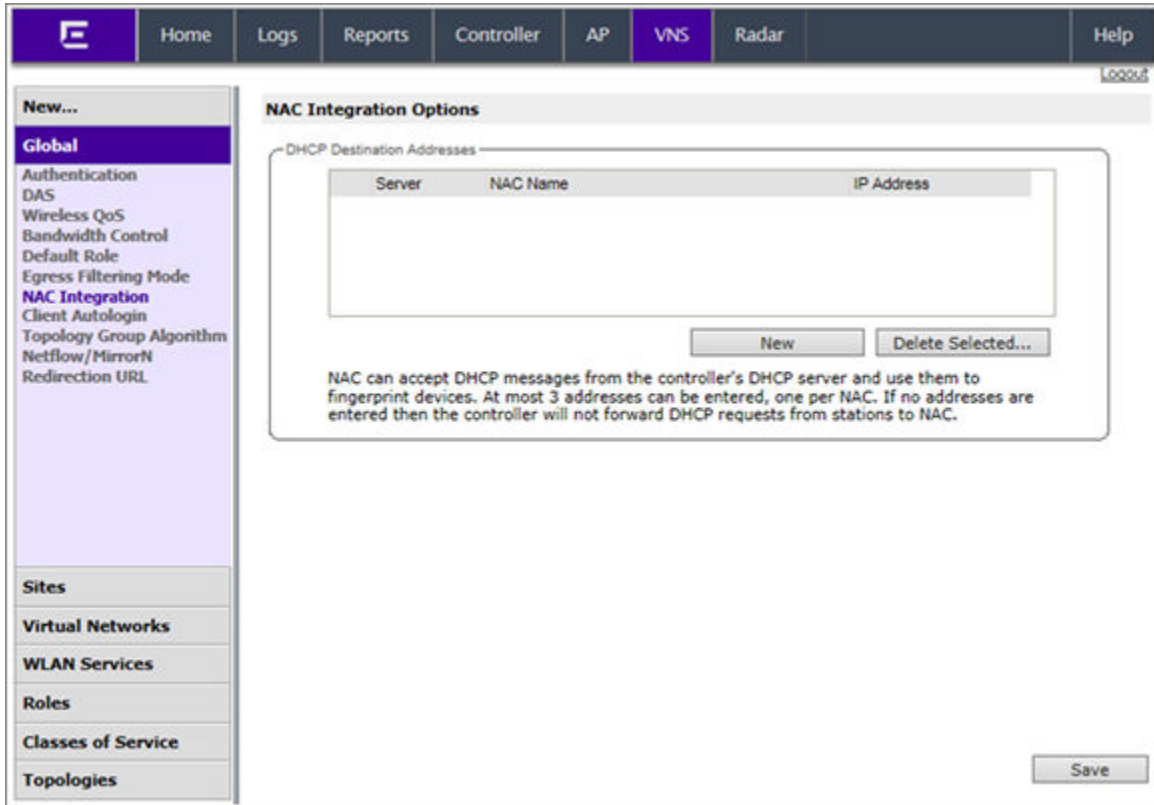 Home Logs Reports Controller AP VNS Radar Help
Logout
New...
Global
Authentication
DAS
Wireless QoS
Bandwidth Control
Default Role
Egress Filtering Mode
NAC Integration
Client Autologin
Topology Group Algorithm
Netflow/MirrorN
Redirection URL
Sites
Virtual Networks
WLAN Services
Roles
Classes of Service
Topologies
NAC Integration Options
DHCP Destination Addresses
Server NAC Name IP Address
New Delete Selected...
NAC can accept DHCP messages from the controller's DHCP server and use them to
fingerprint devices. At most 3 addresses can be entered, one per NAC. If no addresses are
entered then the controller will not forward DHCP requests from stations to NAC.
Save